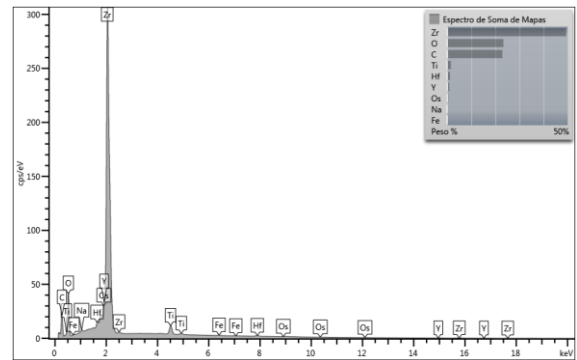 300
250
200
150
100
50
0
cps/eV
Zr
C
O
Ti
Fe
Na
Hf
Y
Os
Zr
Ti
Ti
Fe
Fe
Hf
Os
Os
Os
Y
Zr
Y
Zr
0 2 4 6 8 10 12 14 16 18 keV
Espectro de Soma de Mapas
Zr
O
C
Ti
Hf
Y
Os
Na
Fe
Peso % 50%